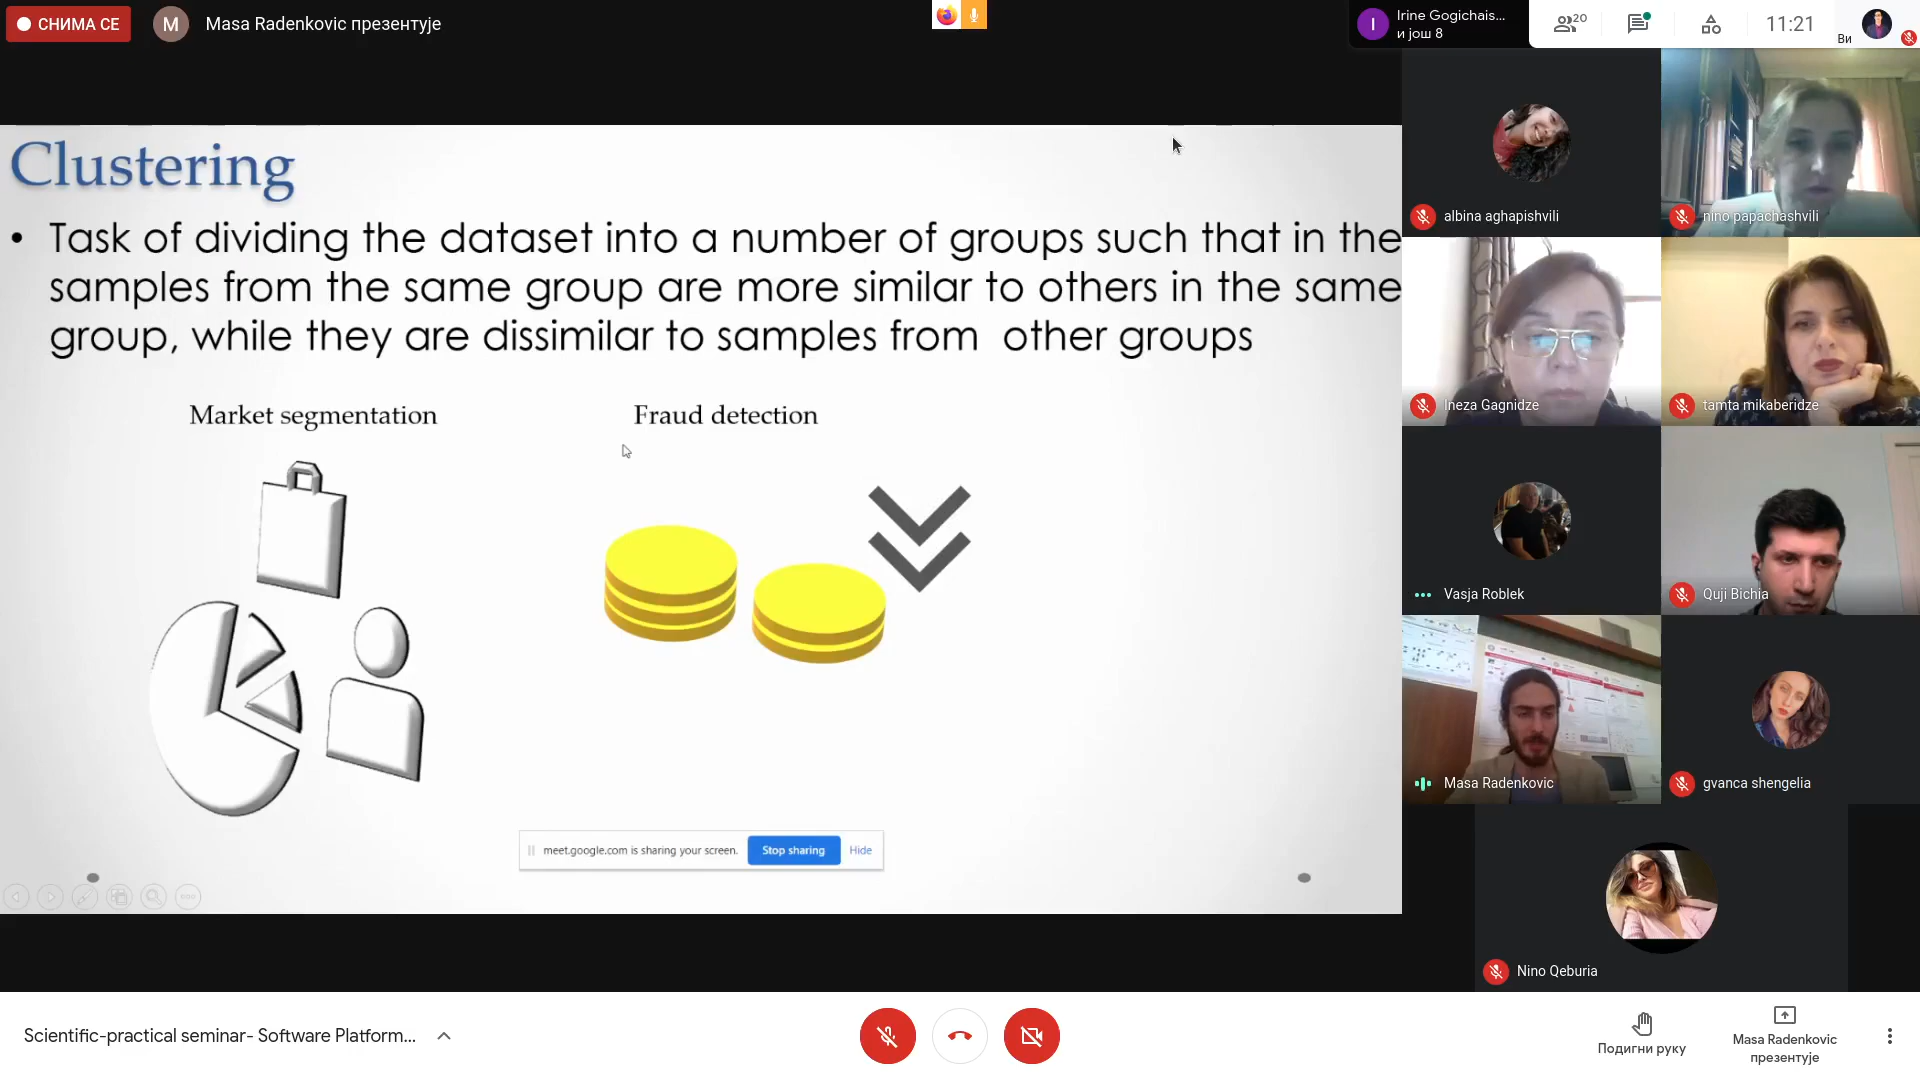 СНИМА СЕ
M
Masa Radenkovic презентује
I
Irine Gogichais...
и још 8
20
11:21
Ви
Clustering
• Task of dividing the dataset into a number of groups such that in the
samples from the same group are more similar to others in the same
group, while they are dissimilar to samples from other groups
Market segmentation
Fraud detection
meet.google.com is sharing your screen.
Stop sharing
Hide
albina aghapishvili
nino papachashvili
Ineza Gagnidze
tamta mikaberidze
Vasja Roblek
Quji Bichia
Masa Radenkovic
gvanca shengelia
Nino Qeburia
Scientific-practical seminar- Software Platform...
Подигни руку
Masa Radenkovic
презентује